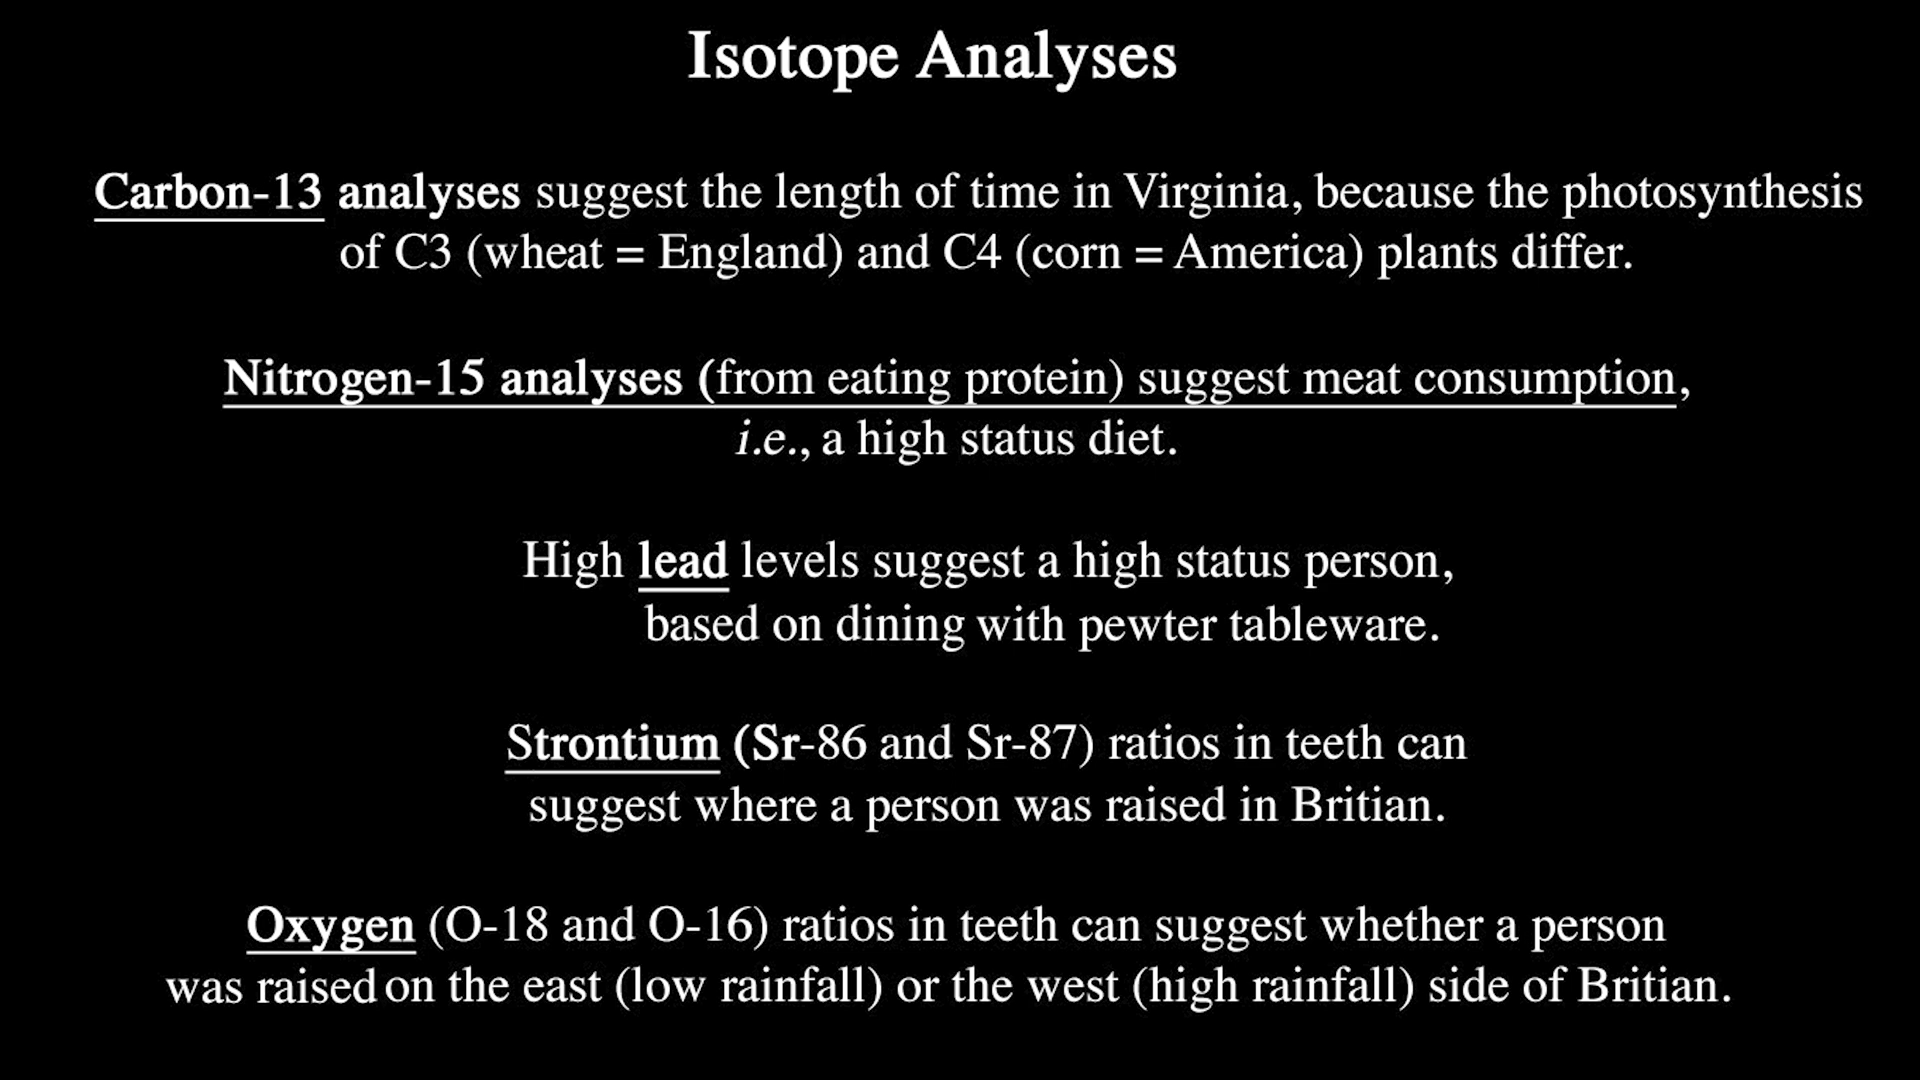 Isotope Analyses
Carbon-13 analyses suggest the length of time in Virginia, because the photosynthesis
of C3 (wheat = England) and C4 (corn = America) plants differ.
Nitrogen-15 analyses (from eating protein) suggest meat consumption,
i.e., a high status diet.
High lead levels suggest a high status person,
based on dining with pewter tableware.
Strontium (Sr-86 and Sr-87) ratios in teeth can
suggest where a person was raised in Britian.
Oxygen (O-18 and O-16) ratios in teeth can suggest whether a person
was raised on the east (low rainfall) or the west (high rainfall) side of Britian.